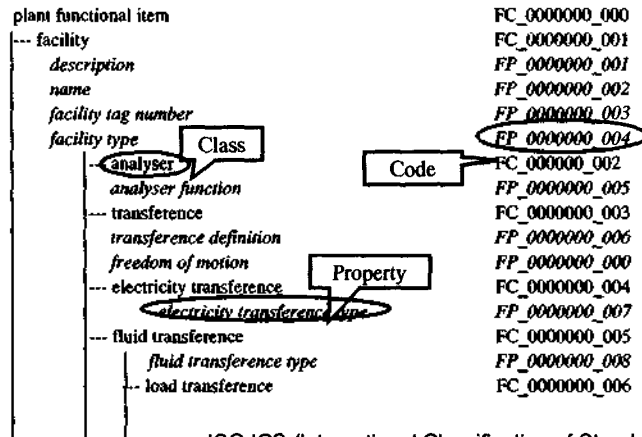 plant functional item FC_0000000_000
--- facility FC_0000000_001
description FP_0000000_001
name FP_0000000_002
facility tag number FP_0000000_003
facility type FP_0000000_004
Class
--- analyser FC_000000_002
Code
analyser function FP_0000000_005
--- transference FC_0000000_003
transference definition FP_0000000_006
freedom of motion FP_0000000_000
Property
--- electricity transference FC_0000000_004
electricity transference type FP_0000000_007
--- fluid transference FC_0000000_005
fluid transference type FP_0000000_008
--- load transference FC_0000000_006